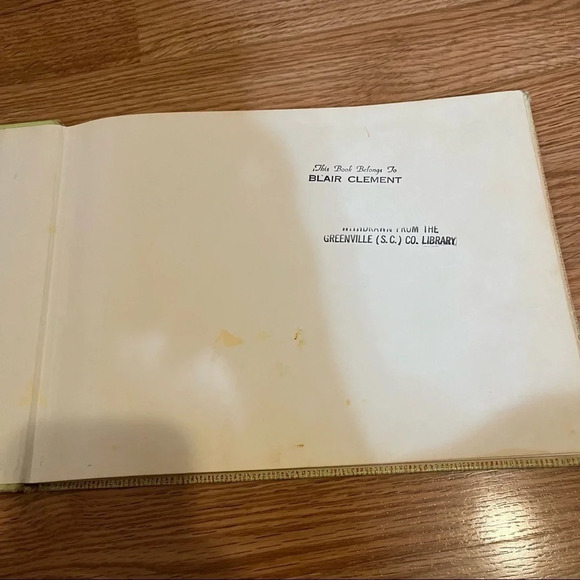 This Book Belongs To
BLAIR CLEMENT
WITHDRAWN FROM THE
GREENVILLE (S.C.) CO. LIBRARY